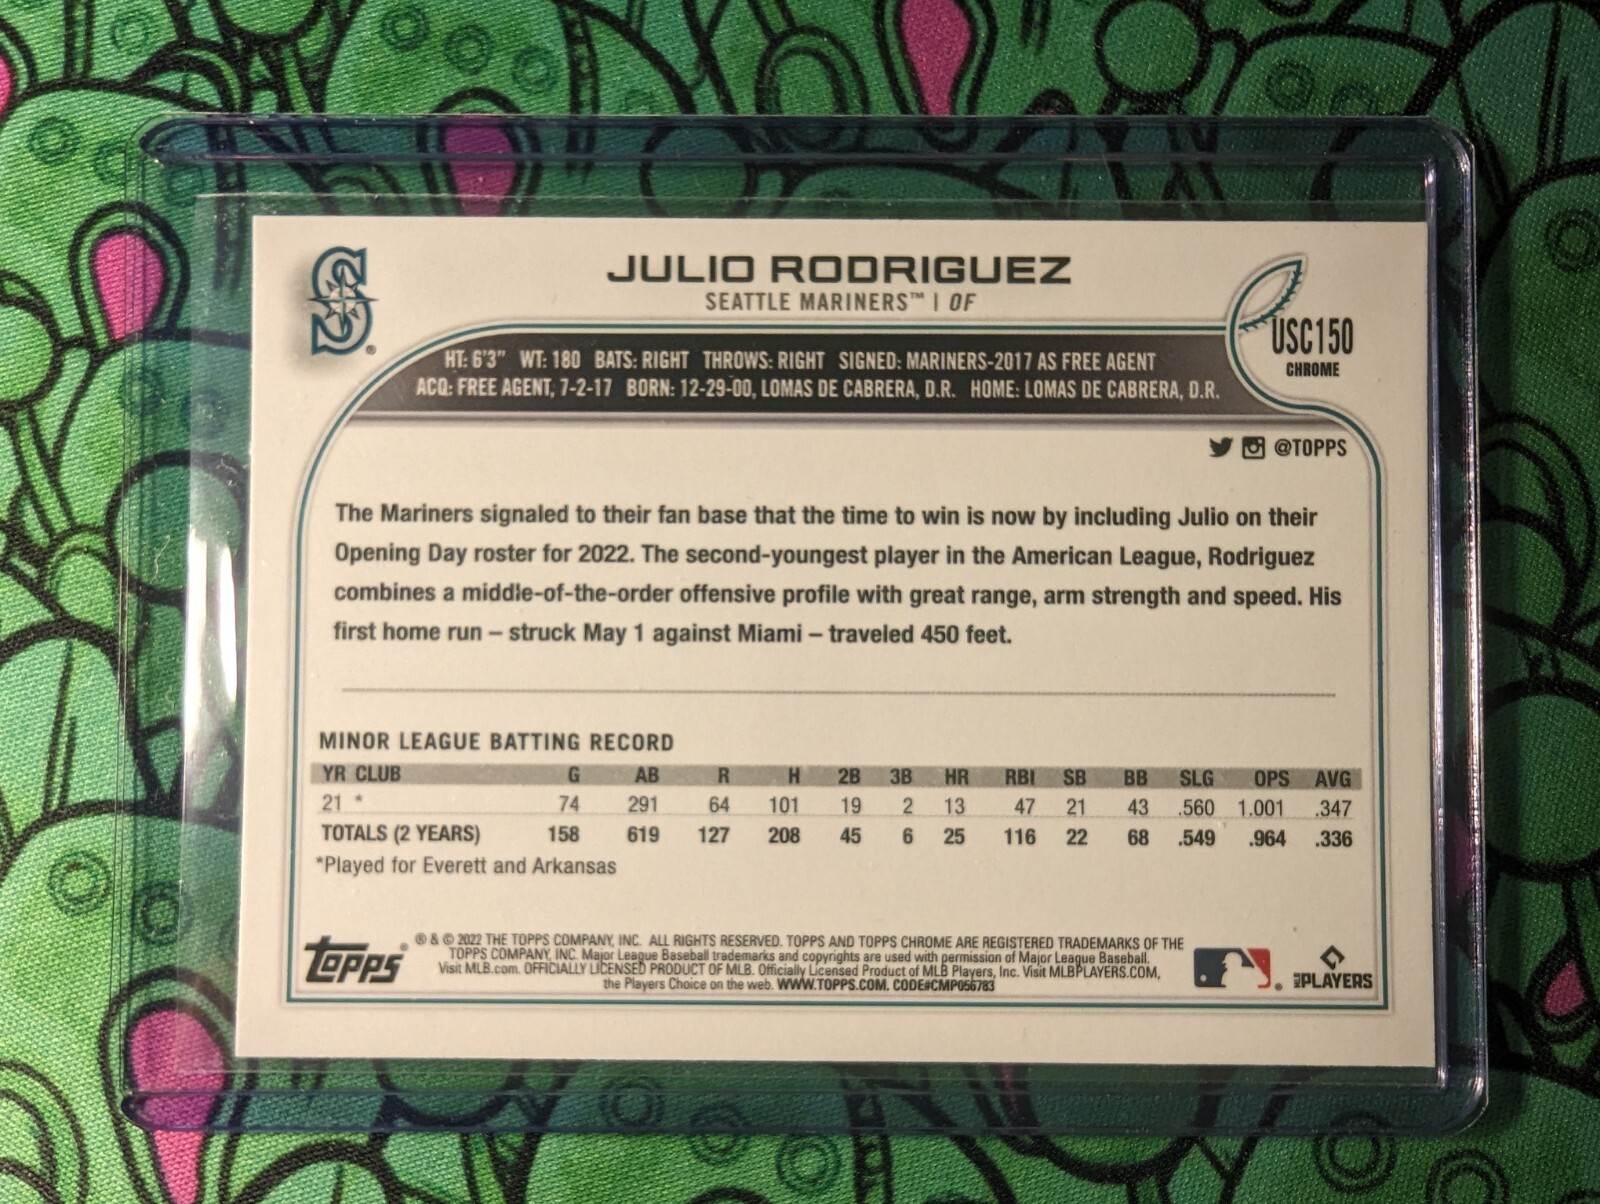 JULIO RODRIGUEZ
SEATTLE MARINERS™ | OF
USC150
CHROME
HT: 6'3" WT: 180 BATS: RIGHT THROWS: RIGHT SIGNED: MARINERS-2017 AS FREE AGENT
ACQ: FREE AGENT, 7-2-17 BORN: 12-29-00, LOMAS DE CABRERA, D.R. HOME: LOMAS DE CABRERA, D.R.
@TOPPS
The Mariners signaled to their fan base that the time to win is now by including Julio on their
Opening Day roster for 2022. The second-youngest player in the American League, Rodriguez
combines a middle-of-the-order offensive profile with great range, arm strength and speed. His
first home run – struck May 1 against Miami – traveled 450 feet.
MINOR LEAGUE BATTING RECORD
YR CLUB G AB R H 2B 3B HR RBI SB BB SLG OPS AVG
21 * 74 291 64 101 19 2 13 47 21 43 .560 1.001 .347
TOTALS (2 YEARS) 158 619 127 208 45 6 25 116 22 68 .549 .964 .336
*Played for Everett and Arkansas
Topps®
® & © 2022 THE TOPPS COMPANY, INC. ALL RIGHTS RESERVED. TOPPS AND TOPPS CHROME ARE REGISTERED TRADEMARKS OF THE
TOPPS COMPANY, INC. Major League Baseball trademarks and copyrights are used with permission of Major League Baseball.
Visit MLB.com. OFFICIALLY LICENSED PRODUCT OF MLB. Officially Licensed Product of MLB Players, Inc. Visit MLBPLAYERS.COM,
the Players Choice on the web. WWW.TOPPS.COM. CODE#CMP056783
MLB PLAYERS